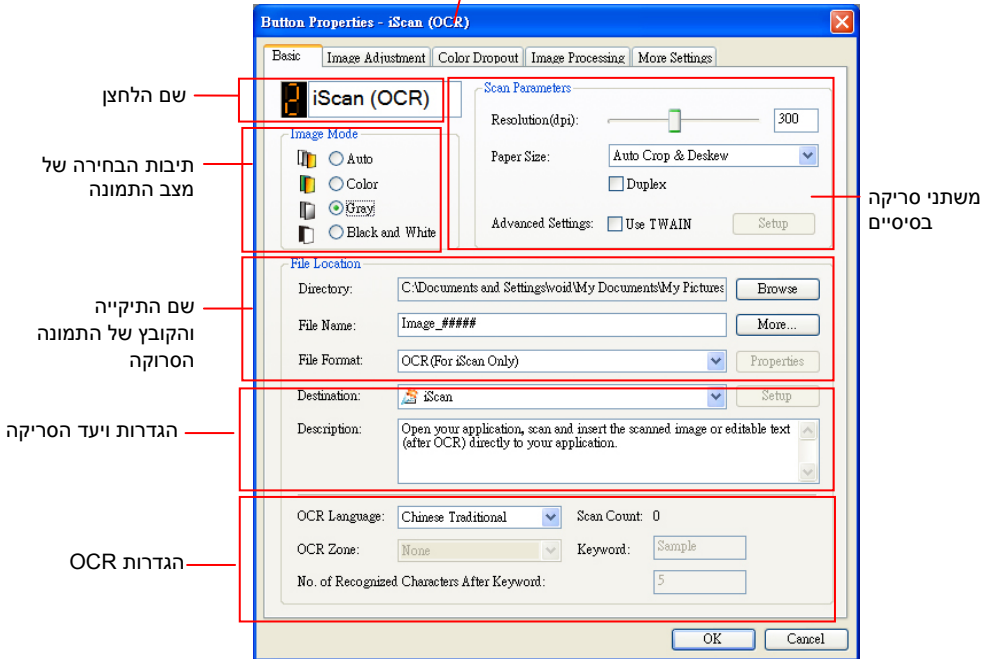 Button Properties - iScan (OCR)
Basic Image Adjustment Color Dropout Image Processing More Settings
שם הלחצן
2 iScan (OCR)
Image Mode
Auto
Color
Gray
Black and White
תיבות הבחירה של
מצב התמונה
Scan Parameters
Resolution(dpi): 300
Paper Size: Auto Crop & Deskew
Duplex
Advanced Settings: Use TWAIN Setup
משתני סריקה
בסיסיים
File Location
Directory: C:\Documents and Settings\void\My Documents\My Pictures Browse
File Name: Image_##### More...
File Format: OCR(For iScan Only) Properties
שם התיקייה
והקובץ של התמונה
הסרוקה
Destination: iScan Setup
Description: Open your application, scan and insert the scanned image or editable text
(after OCR) directly to your application.
הגדרות ויעד הסריקה
OCR Language: Chinese Traditional Scan Count: 0
OCR Zone: None Keyword: Sample
No. of Recognized Characters After Keyword: 5
הגדרות OCR
OK Cancel